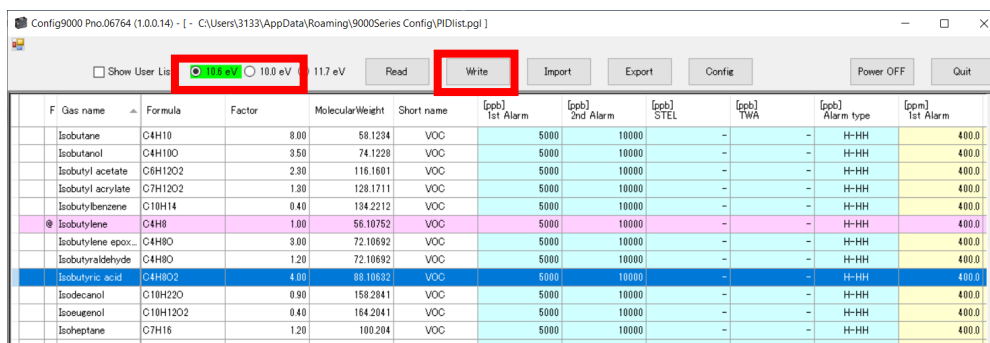 Config9000 Pno.06764 (1.0.0.14) - [ - C:\Users\3133\AppData\Roaming\9000Series Config\PIDlist.pgl ]
Show User Lis 10.6 eV 10.0 eV 11.7 eV Read Write Import Export Config Power OFF Quit
F Gas name Formula Factor MolecularWeight Short name [ppb] 1st Alarm [ppb] 2nd Alarm [ppb] STEL [ppb] TWA [ppb] Alarm type [ppm] 1st Alarm
Isobutane C4H10 8.00 58.1234 VOC 5000 10000 - - H-HH 400.0
Isobutanol C4H10O 3.50 74.1228 VOC 5000 10000 - - H-HH 400.0
Isobutyl acetate C6H12O2 2.30 116.1601 VOC 5000 10000 - - H-HH 400.0
Isobutyl acrylate C7H12O2 1.30 128.1711 VOC 5000 10000 - - H-HH 400.0
Isobutylbenzene C10H14 0.40 134.2212 VOC 5000 10000 - - H-HH 400.0
@ Isobutylene C4H8 1.00 56.10752 VOC 5000 10000 - - H-HH 400.0
Isobutylene epox... C4H8O 3.00 72.10692 VOC 5000 10000 - - H-HH 400.0
Isobutyraldehyde C4H8O 1.20 72.10692 VOC 5000 10000 - - H-HH 400.0
Isobutyric acid C4H8O2 4.00 88.10632 VOC 5000 10000 - - H-HH 400.0
Isodecanol C10H22O 0.90 158.2841 VOC 5000 10000 - - H-HH 400.0
Isoeugenol C10H12O2 0.40 164.2041 VOC 5000 10000 - - H-HH 400.0
Isoheptane C7H16 1.20 100.204 VOC 5000 10000 - - H-HH 400.0